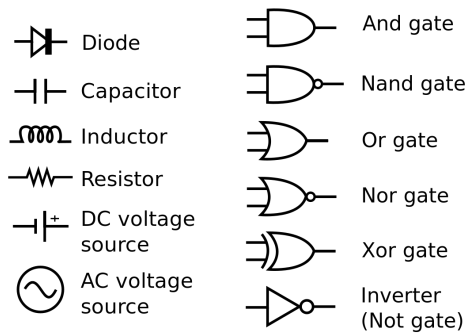 Diode
Capacitor
Inductor
Resistor
+
DC voltage
source
AC voltage
source
And gate
Nand gate
Or gate
Nor gate
Xor gate
Inverter
(Not gate)